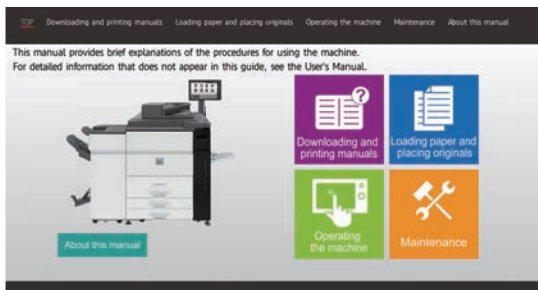 TOP Downloading and printing manuals Loading paper and placing originals Operating the machine Maintenance About this manual
This manual provides brief explanations of the procedures for using the machine.
For detailed information that does not appear in this guide, see the User's Manual.
?
Downloading and
printing manuals
Loading paper and
placing originals
Operating
the machine
Maintenance
About this manual